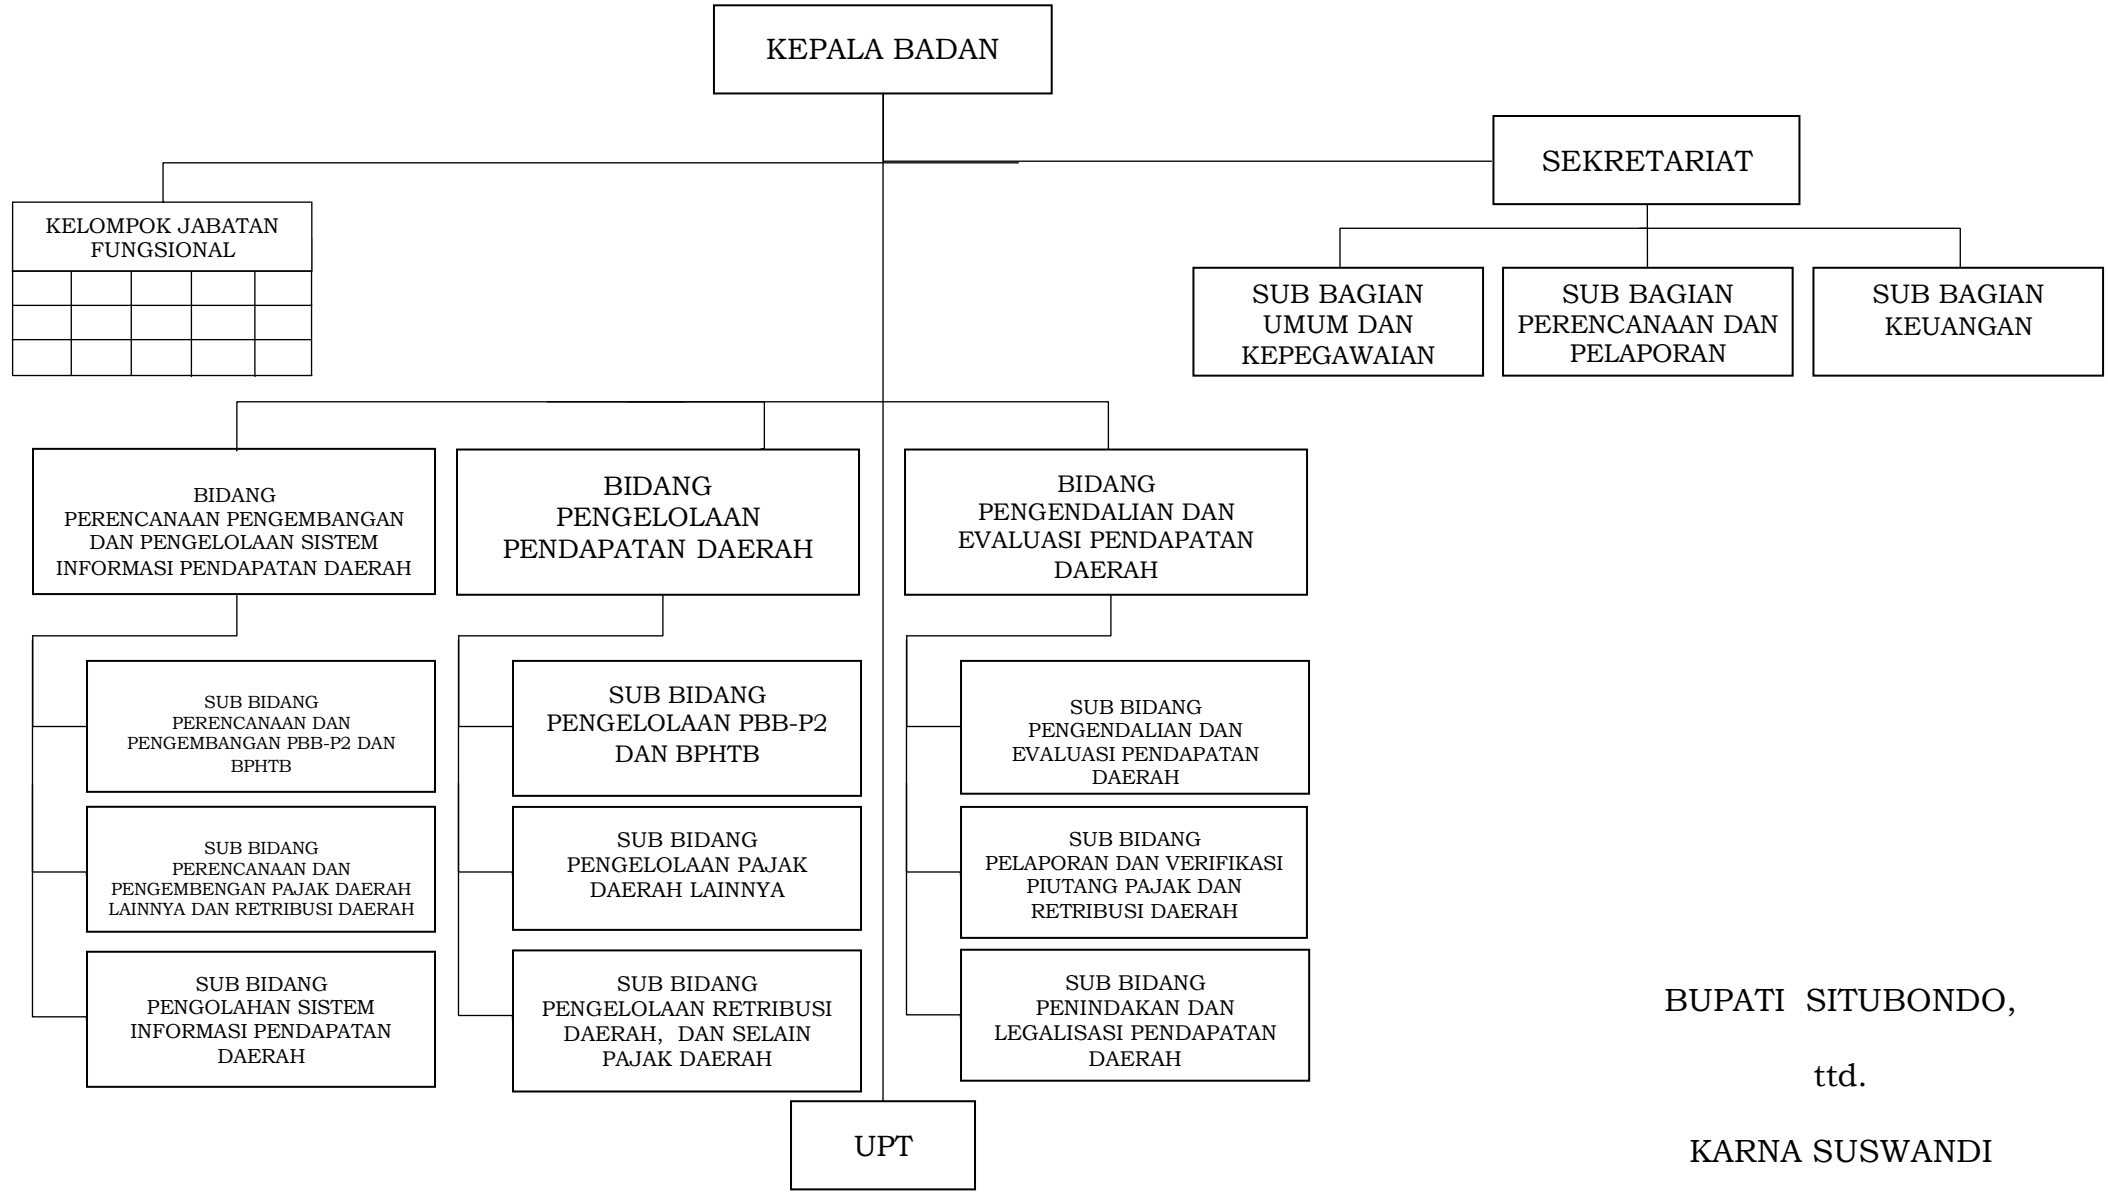 KEPALA BADAN
SEKRETARIAT
KELOMPOK JABATAN
FUNGSIONAL
SUB BAGIAN
UMUM DAN
KEPEGAWAIAN
SUB BAGIAN
PERENCANAAN DAN
PELAPORAN
SUB BAGIAN
KEUANGAN
BIDANG
PERENCANAAN PENGEMBANGAN
DAN PENGELOLAAN SISTEM
INFORMASI PENDAPATAN DAERAH
BIDANG
PENGELOLAAN
PENDAPATAN DAERAH
BIDANG
PENGENDALIAN DAN
EVALUASI PENDAPATAN
DAERAH
SUB BIDANG
PERENCANAAN DAN
PENGEMBANGAN PBB-P2 DAN
BPHTB
SUB BIDANG
PENGELOLAAN PBB-P2
DAN BPHTB
SUB BIDANG
PENGENDALIAN DAN
EVALUASI PENDAPATAN
DAERAH
SUB BIDANG
PERENCANAAN DAN
PENGEMBENGAN PAJAK DAERAH
LAINNYA DAN RETRIBUSI DAERAH
SUB BIDANG
PENGELOLAAN PAJAK
DAERAH LAINNYA
SUB BIDANG
PELAPORAN DAN VERIFIKASI
PIUTANG PAJAK DAN
RETRIBUSI DAERAH
SUB BIDANG
PENGOLAHAN SISTEM
INFORMASI PENDAPATAN
DAERAH
SUB BIDANG
PENGELOLAAN RETRIBUSI
DAERAH, DAN SELAIN
PAJAK DAERAH
SUB BIDANG
PENINDAKAN DAN
LEGALISASI PENDAPATAN
DAERAH
UPT
BUPATI SITUBONDO,
ttd.
KARNA SUSWANDI